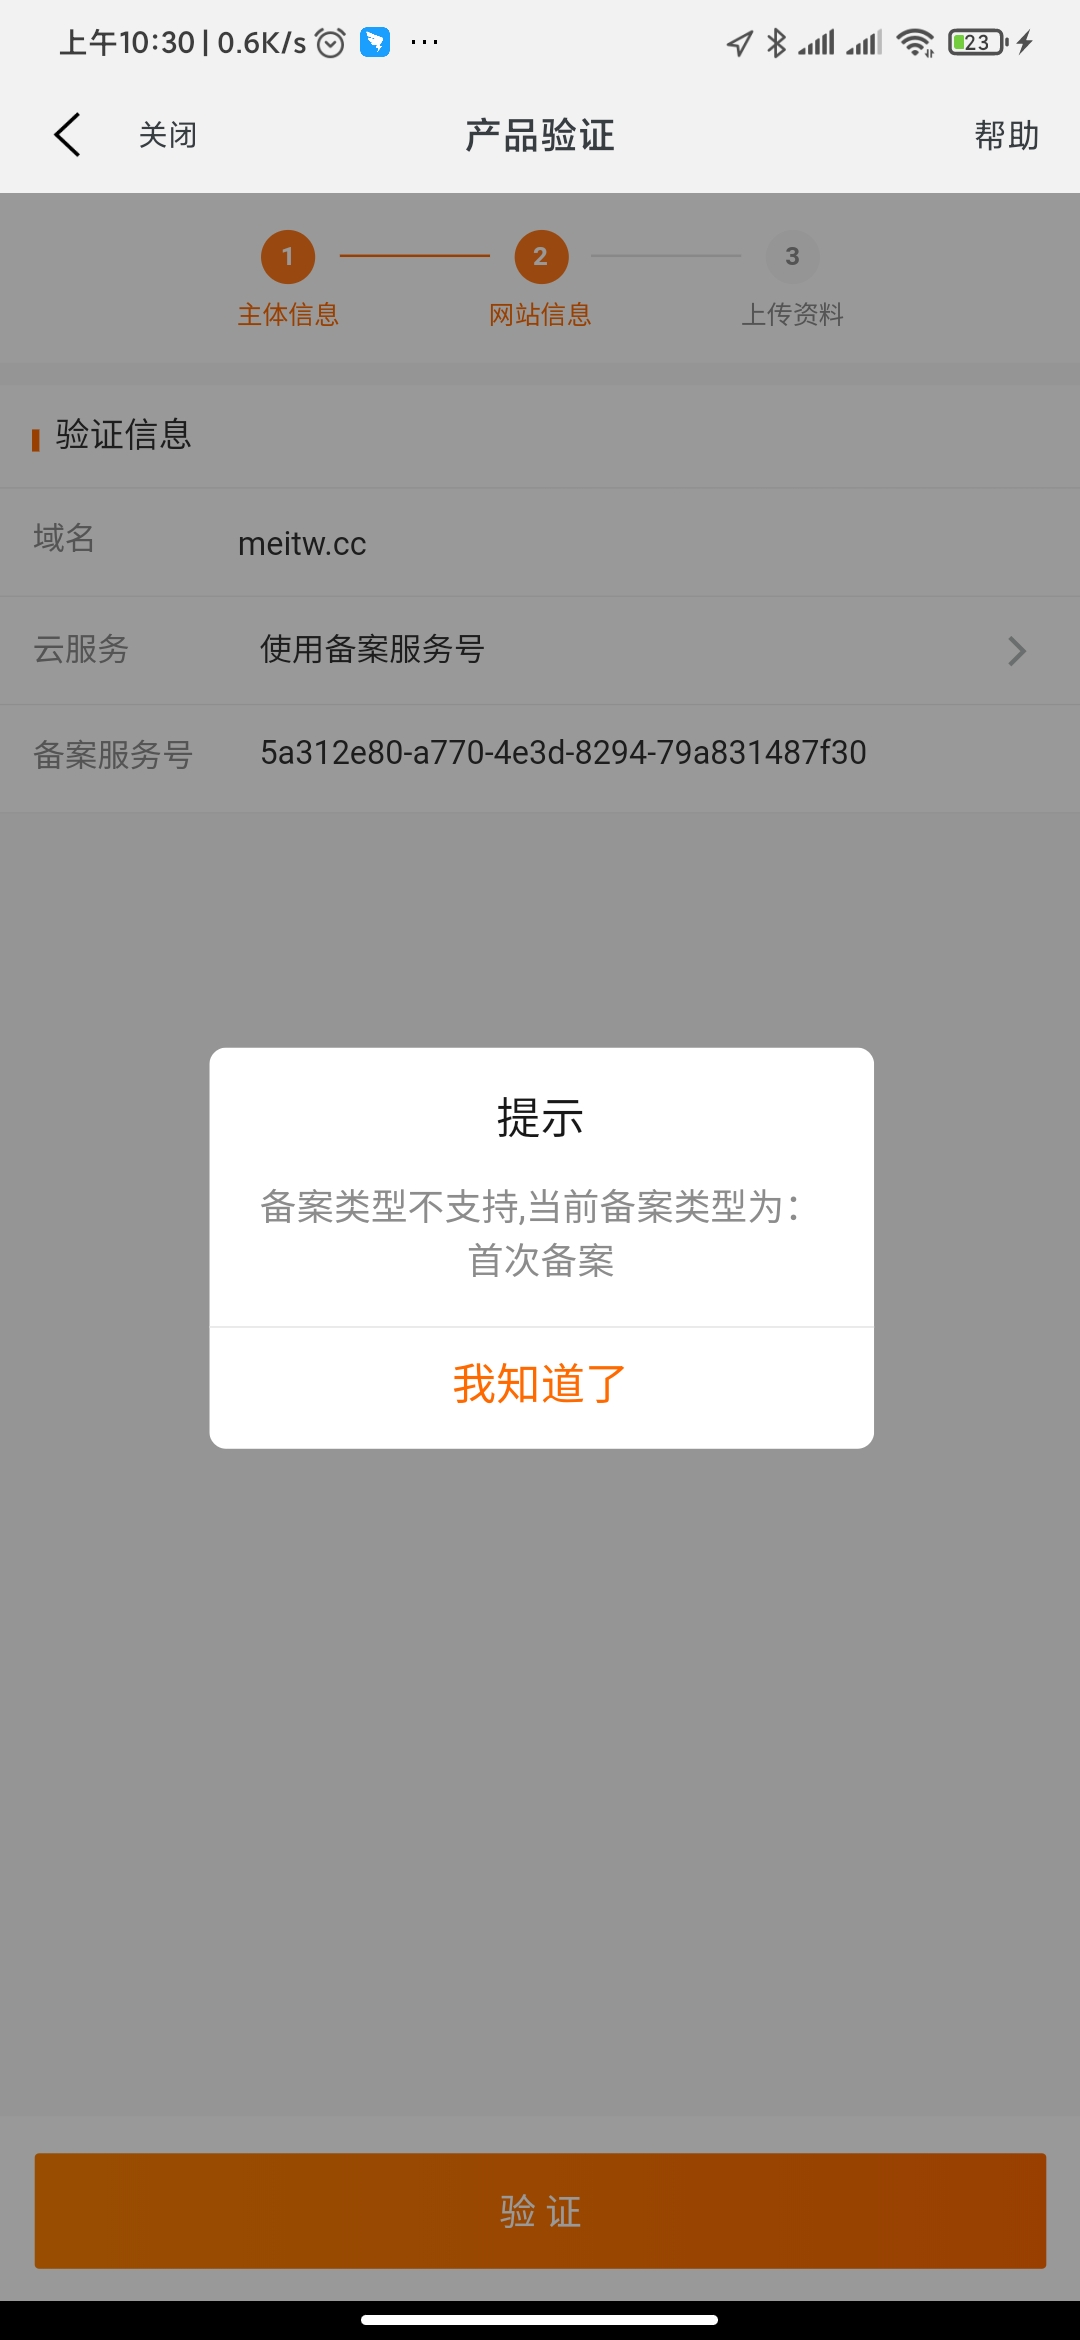 上午10:30 | 0.6K/s ···
23
关闭
产品验证
帮助
1
2
3
主体信息
网站信息
上传资料
验证信息
域名
meitw.cc
云服务
使用备案服务号
备案服务号
5a312e80-a770-4e3d-8294-79a831487f30
提示
备案类型不支持,当前备案类型为：
首次备案
我知道了
验 证